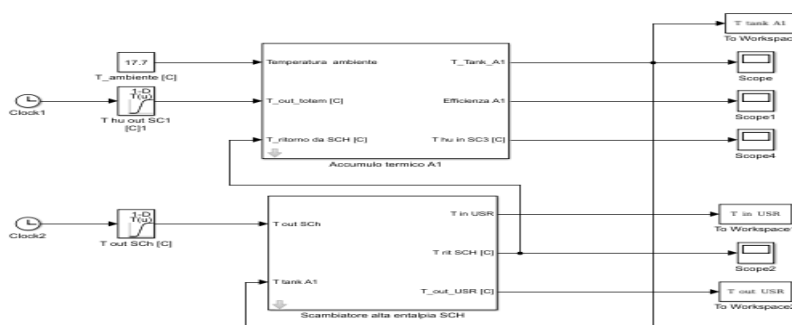 T tank A1
To Workspac
17.7
T_ambiente [C]
Temperatura ambiente
T_Tank_A1
Scope
Clock1
1-D
T(u)
T hu out SC1
[C]1
T_out_totem [C]
Efficienza A1
Scope1
T_ritorno da SCH [C]
T hu in SC3 [C]
Scope4
Accumulo termico A1
Clock2
1-D
T(u)
T out SCh [C]
T out SCh
T in USR
T in USR
To Workspace1
T rit SCH [C]
Scope2
T tank A1
T_out_USR [C]
T out USR
To Workspace2
Scambiatore alta entalpia SCH